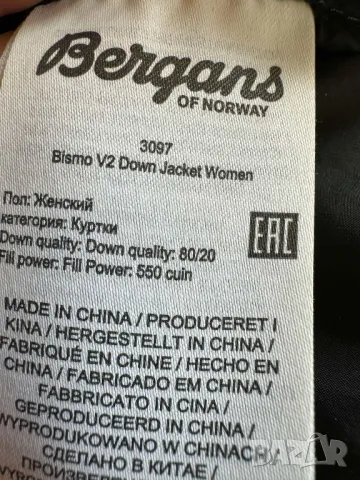 Bergans
OF NORWAY
3097
Bismo V2 Down Jacket Women
Пол: Женский
категория: Куртки
Down quality: Down quality: 80/20
Fill power: Fill Power: 550 cuin
EAC
MADE IN CHINA / PRODUCERET I
KINA / HERGESTELLT IN CHINA /
FABRIQUÉ EN CHINE / HECHO EN
CHINA / FABRICADO EM CHINA /
FABBRICATO IN CINA /
GEPRODUCEERD IN CHINA /
WYPRODUKOWANO W CHINACH
СДЕЛАНО В КИТАЕ /
BAZAR